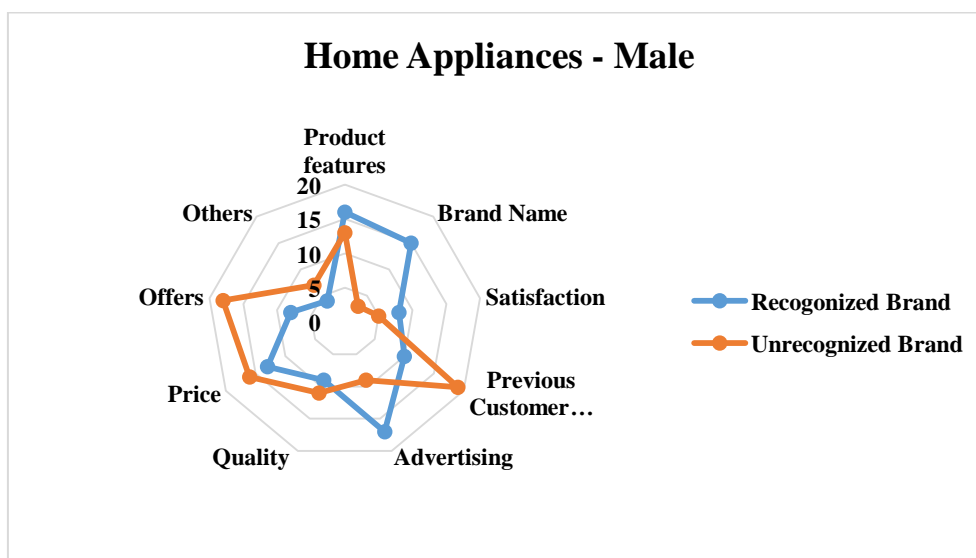 Home Appliances - Male
Product
features
Brand Name
Satisfaction
Previous
Customer…
Advertising
Quality
Price
Offers
Others
20
15
10
5
0
Recogonized Brand
Unrecognized Brand